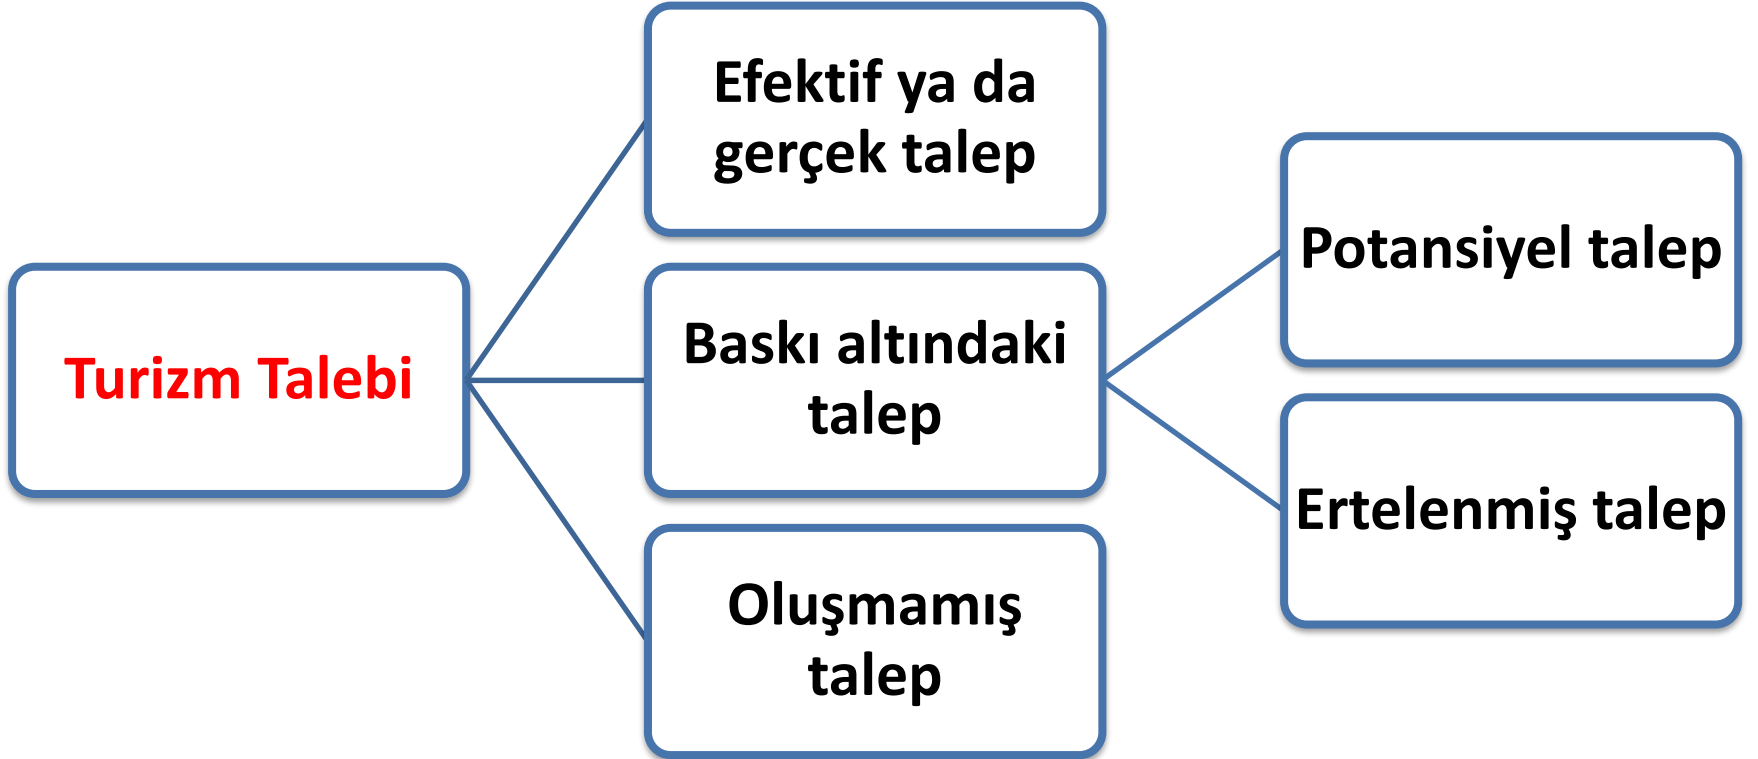 Turizm Talebi
Efektif ya da
gerçek talep
Baskı altındaki
talep
Oluşmamış
talep
Potansiyel talep
Ertelenmiş talep